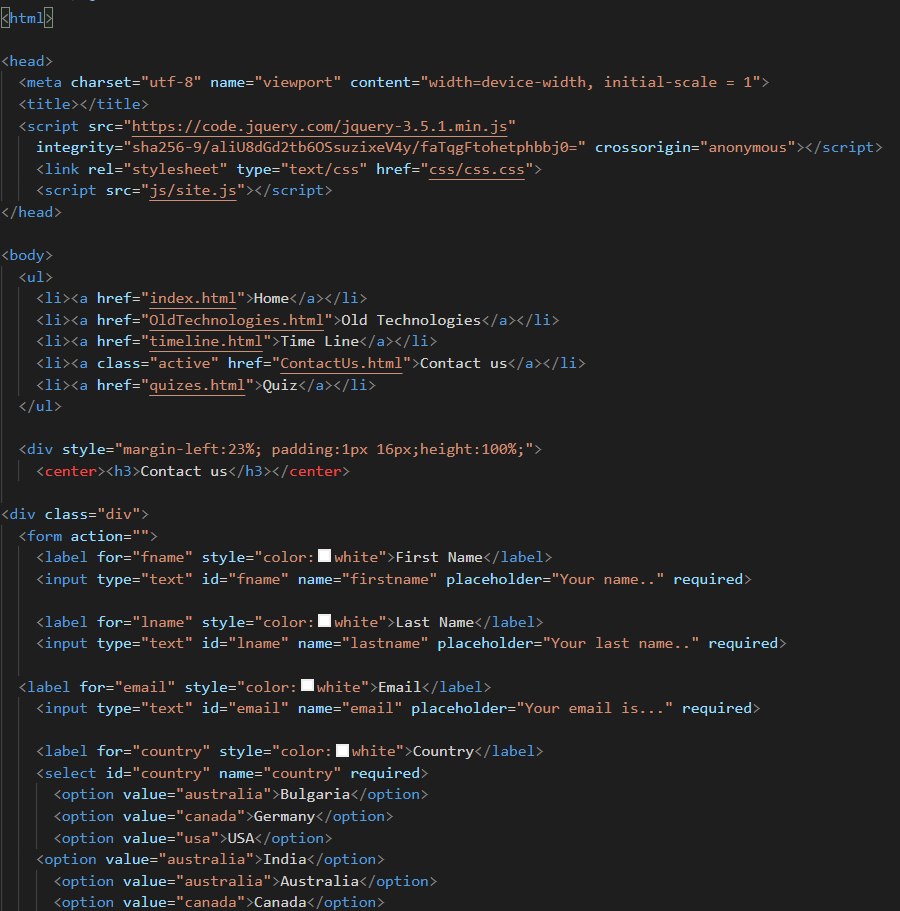 <html>
<head>
<meta charset="utf-8" name="viewport" content="width=device-width, initial-scale = 1">
<title></title>
<script src="https://code.jquery.com/jquery-3.5.1.min.js"
integrity="sha256-9/aliU8dGd2tb6OSsuzixeV4y/faTqgFtohetphbbj0=" crossorigin="anonymous"></script>
<link rel="stylesheet" type="text/css" href="css/css.css">
<script src="js/site.js"></script>
</head>
<body>
<ul>
<li><a href="index.html">Home</a></li>
<li><a href="OldTechnologies.html">Old Technologies</a></li>
<li><a href="timeline.html">Time Line</a></li>
<li><a class="active" href="ContactUs.html">Contact us</a></li>
<li><a href="quizes.html">Quiz</a></li>
</ul>
<div style="margin-left:23%; padding:1px 16px;height:100%;">
<center><h3>Contact us</h3></center>
<div class="div">
<form action="">
<label for="fname" style="color:white">First Name</label>
<input type="text" id="fname" name="firstname" placeholder="Your name.." required>
<label for="lname" style="color:white">Last Name</label>
<input type="text" id="lname" name="lastname" placeholder="Your last name.." required>
<label for="email" style="color:white">Email</label>
<input type="text" id="email" name="email" placeholder="Your email is..." required>
<label for="country" style="color:white">Country</label>
<select id="country" name="country" required>
<option value="australia">Bulgaria</option>
<option value="canada">Germany</option>
<option value="usa">USA</option>
<option value="australia">India</option>
<option value="australia">Australia</option>
<option value="canada">Canada</option>